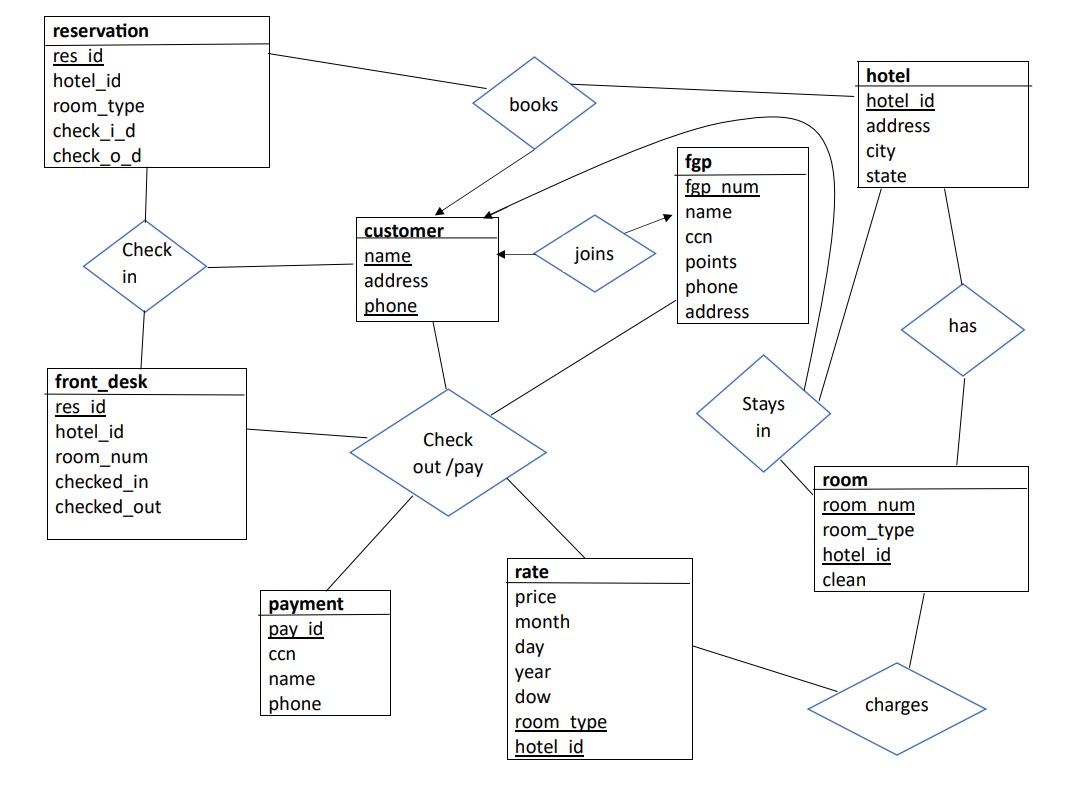 reservation
res_id
hotel_id
room_type
check_i_d
check_o_d
books
hotel
hotel_id
address
city
state
fgp
fgp_num
name
ccn
points
phone
address
customer
name
address
phone
joins
Check
in
has
front_desk
res_id
hotel_id
room_num
checked_in
checked_out
Check
out /pay
Stays
in
room
room_num
room_type
hotel_id
clean
payment
pay_id
ccn
name
phone
rate
price
month
day
year
dow
room_type
hotel_id
charges